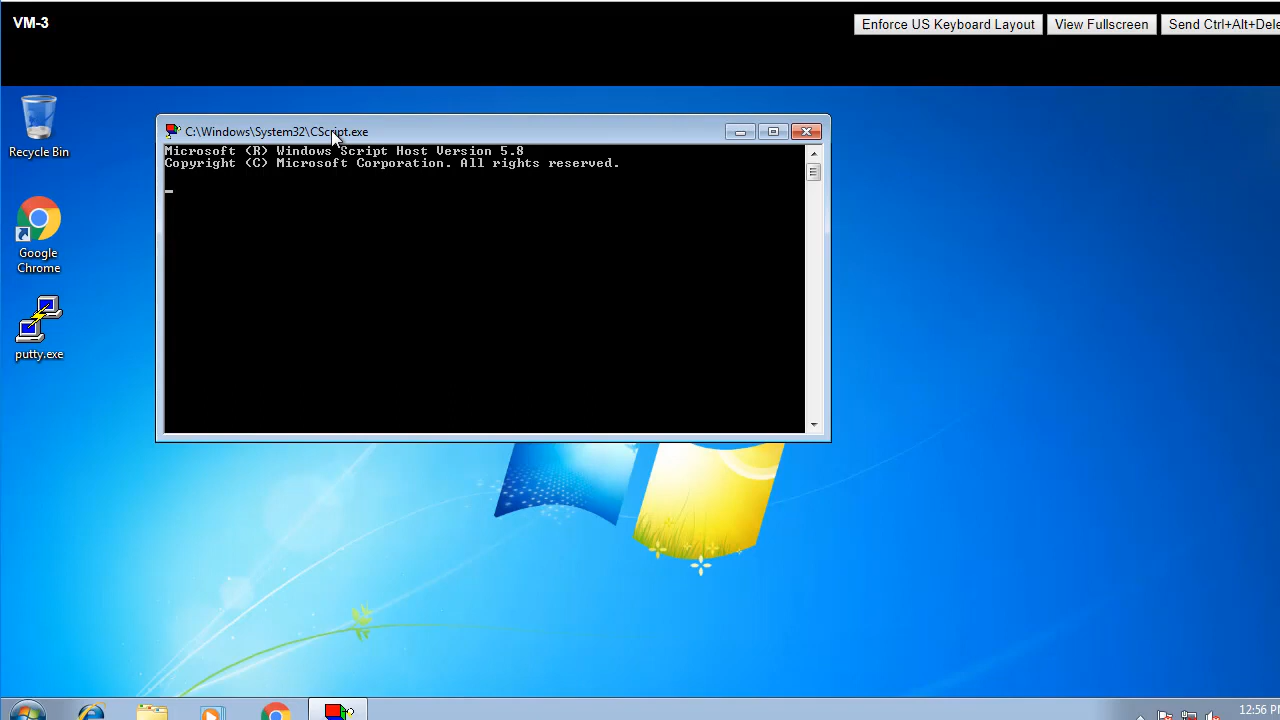 VM-3
Enforce US Keyboard Layout
View Fullscreen
Send Ctrl+Alt+Dele
Recycle Bin
Google
Chrome
putty.exe
C:\Windows\System32\CScript.exe
Microsoft (R) Windows Script Host Version 5.8
Copyright (C) Microsoft Corporation. All rights reserved.
12:56 PM